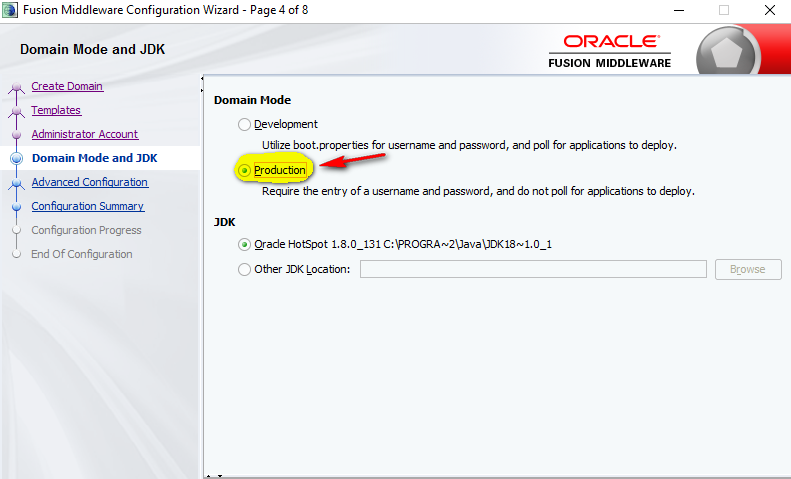 Fusion Middleware Configuration Wizard - Page 4 of 8
Domain Mode and JDK
ORACLE
FUSION MIDDLEWARE
Create Domain
Templates
Administrator Account
Domain Mode and JDK
Advanced Configuration
Configuration Summary
Configuration Progress
End Of Configuration
Domain Mode
Development
Utilize boot.properties for username and password, and poll for applications to deploy.
Production
Require the entry of a username and password, and do not poll for applications to deploy.
JDK
Oracle HotSpot 1.8.0_131 C:\PROGRA~2\Java\JDK18~1.0_1
Other JDK Location:
Browse